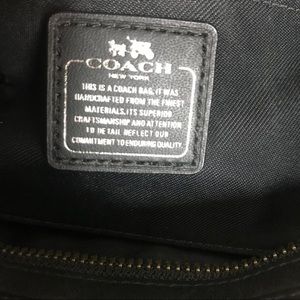 COACH
NEW YORK
THIS IS A COACH BAG. IT WAS
HANDCRAFTED FROM THE FINEST
MATERIALS. ITS SUPERIOR
CRAFTSMANSHIP AND ATTENTION
TO DETAIL REFLECT OUR
COMMITMENT TO ENDURING QUALITY.